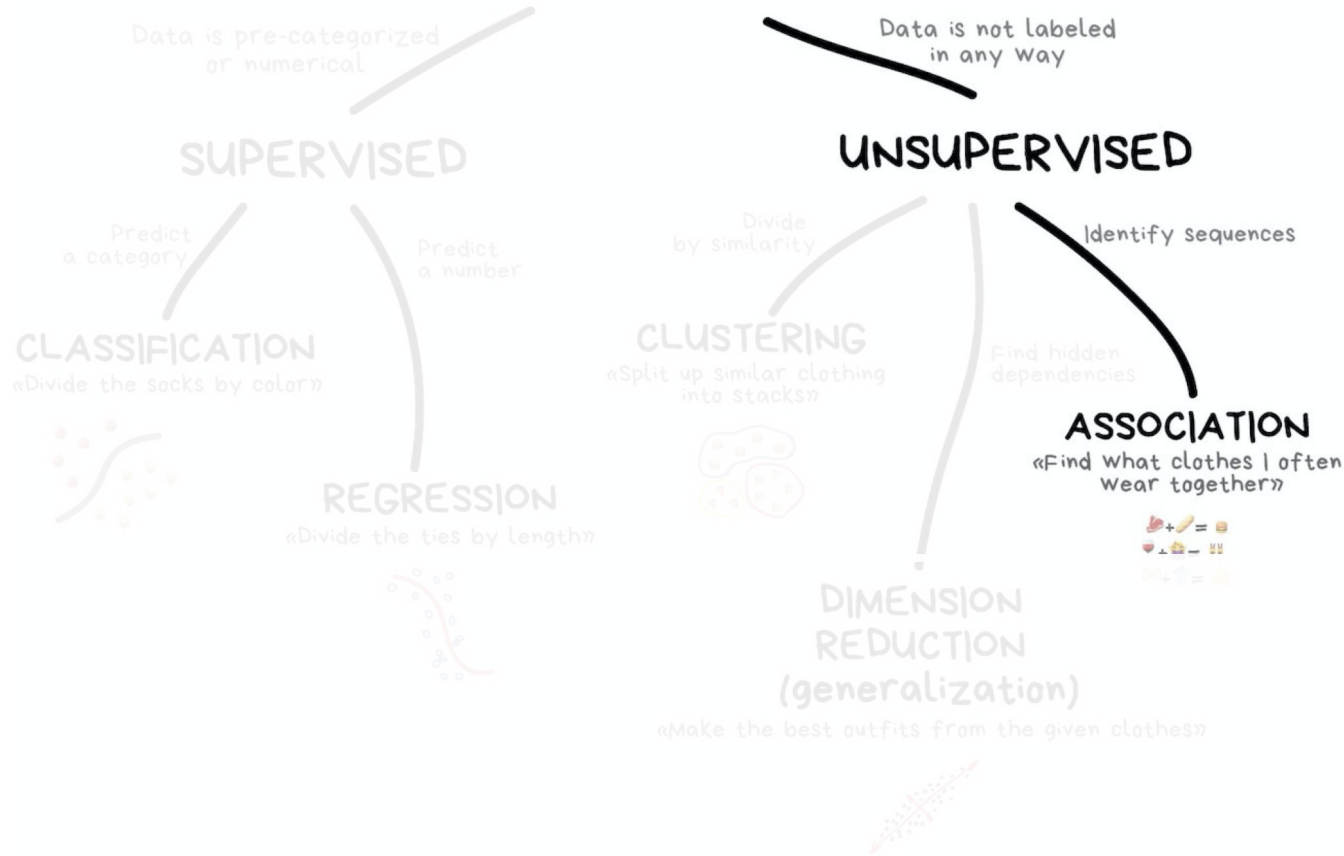 Data is pre-categorized
or numerical
Data is not labeled
in any way
SUPERVISED
UNSUPERVISED
Predict
a category
Predict
a number
Divide
by similarity
Identify sequences
CLASSIFICATION
«Divide the socks by color»
CLUSTERING
«Split up similar clothing
into stacks»
Find hidden
dependencies
ASSOCIATION
«Find what clothes I often
wear together»
REGRESSION
«Divide the ties by length»
DIMENSION
REDUCTION
(generalization)
«Make the best outfits from the given clothes»